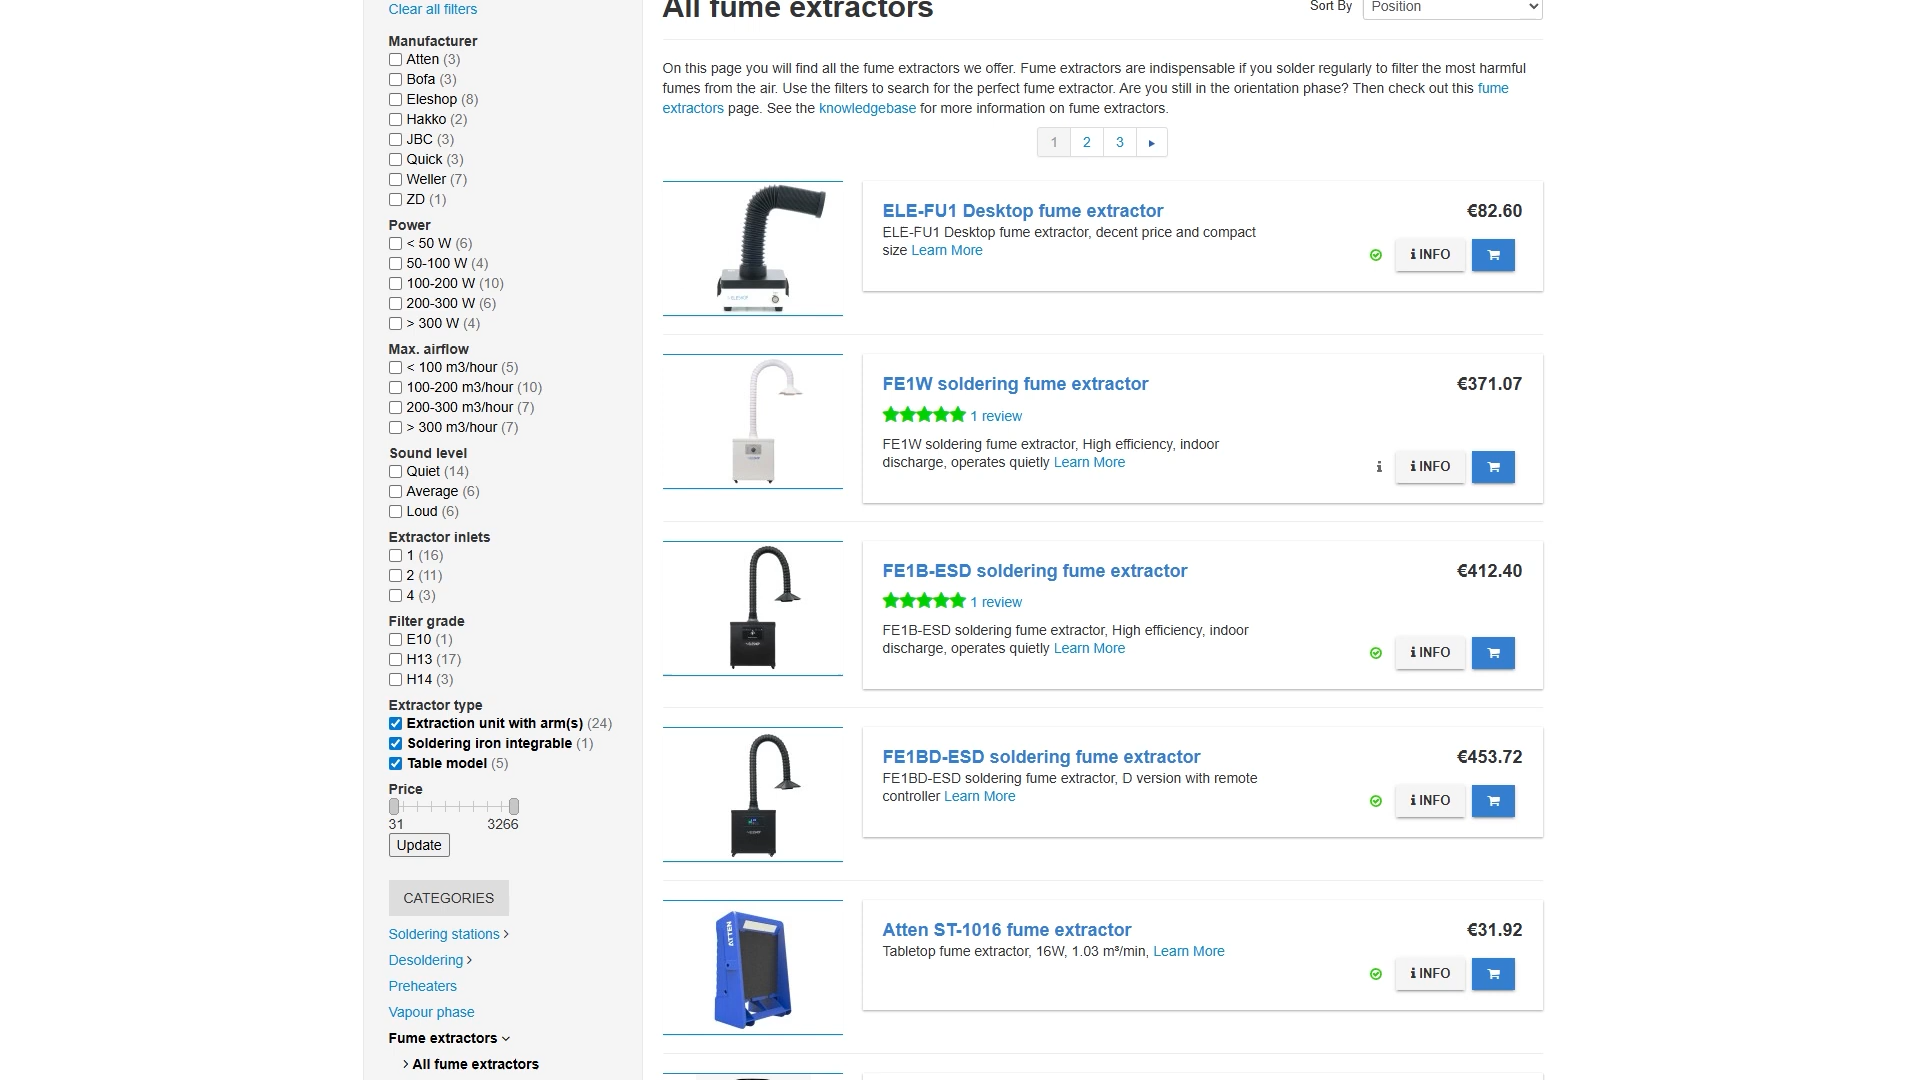 Clear all filters
Manufacturer
Atten (3)
Bofa (3)
Eleshop (8)
Hakko (2)
JBC (3)
Quick (3)
Weller (7)
ZD (1)
Power
< 50 W (6)
50-100 W (4)
100-200 W (10)
200-300 W (6)
> 300 W (4)
Max. airflow
< 100 m3/hour (5)
100-200 m3/hour (10)
200-300 m3/hour (7)
> 300 m3/hour (7)
Sound level
Quiet (14)
Average (6)
Loud (6)
Extractor inlets
1 (16)
2 (11)
4 (3)
Filter grade
E10 (1)
H13 (17)
H14 (3)
Extractor type
Extraction unit with arm(s) (24)
Soldering iron integrable (1)
Table model (5)
Price
31 3266
Update
CATEGORIES
Soldering stations
Desoldering
Preheaters
Vapour phase
Fume extractors
All fume extractors
All fume extractors
Sort By Position
On this page you will find all the fume extractors we offer. Fume extractors are indispensable if you solder regularly to filter the most harmful
fumes from the air. Use the filters to search for the perfect fume extractor. Are you still in the orientation phase? Then check out this fume
extractors page. See the knowledgebase for more information on fume extractors.
1 2 3
ELE-FU1 Desktop fume extractor €82.60
ELE-FU1 Desktop fume extractor, decent price and compact
size Learn More
INFO
FE1W soldering fume extractor €371.07
1 review
FE1W soldering fume extractor, High efficiency, indoor
discharge, operates quietly Learn More
INFO
FE1B-ESD soldering fume extractor €412.40
1 review
FE1B-ESD soldering fume extractor, High efficiency, indoor
discharge, operates quietly Learn More
INFO
FE1BD-ESD soldering fume extractor €453.72
FE1BD-ESD soldering fume extractor, D version with remote
controller Learn More
INFO
ATTEN
Atten ST-1016 fume extractor €31.92
Tabletop fume extractor, 16W, 1.03 m³/min, Learn More
INFO